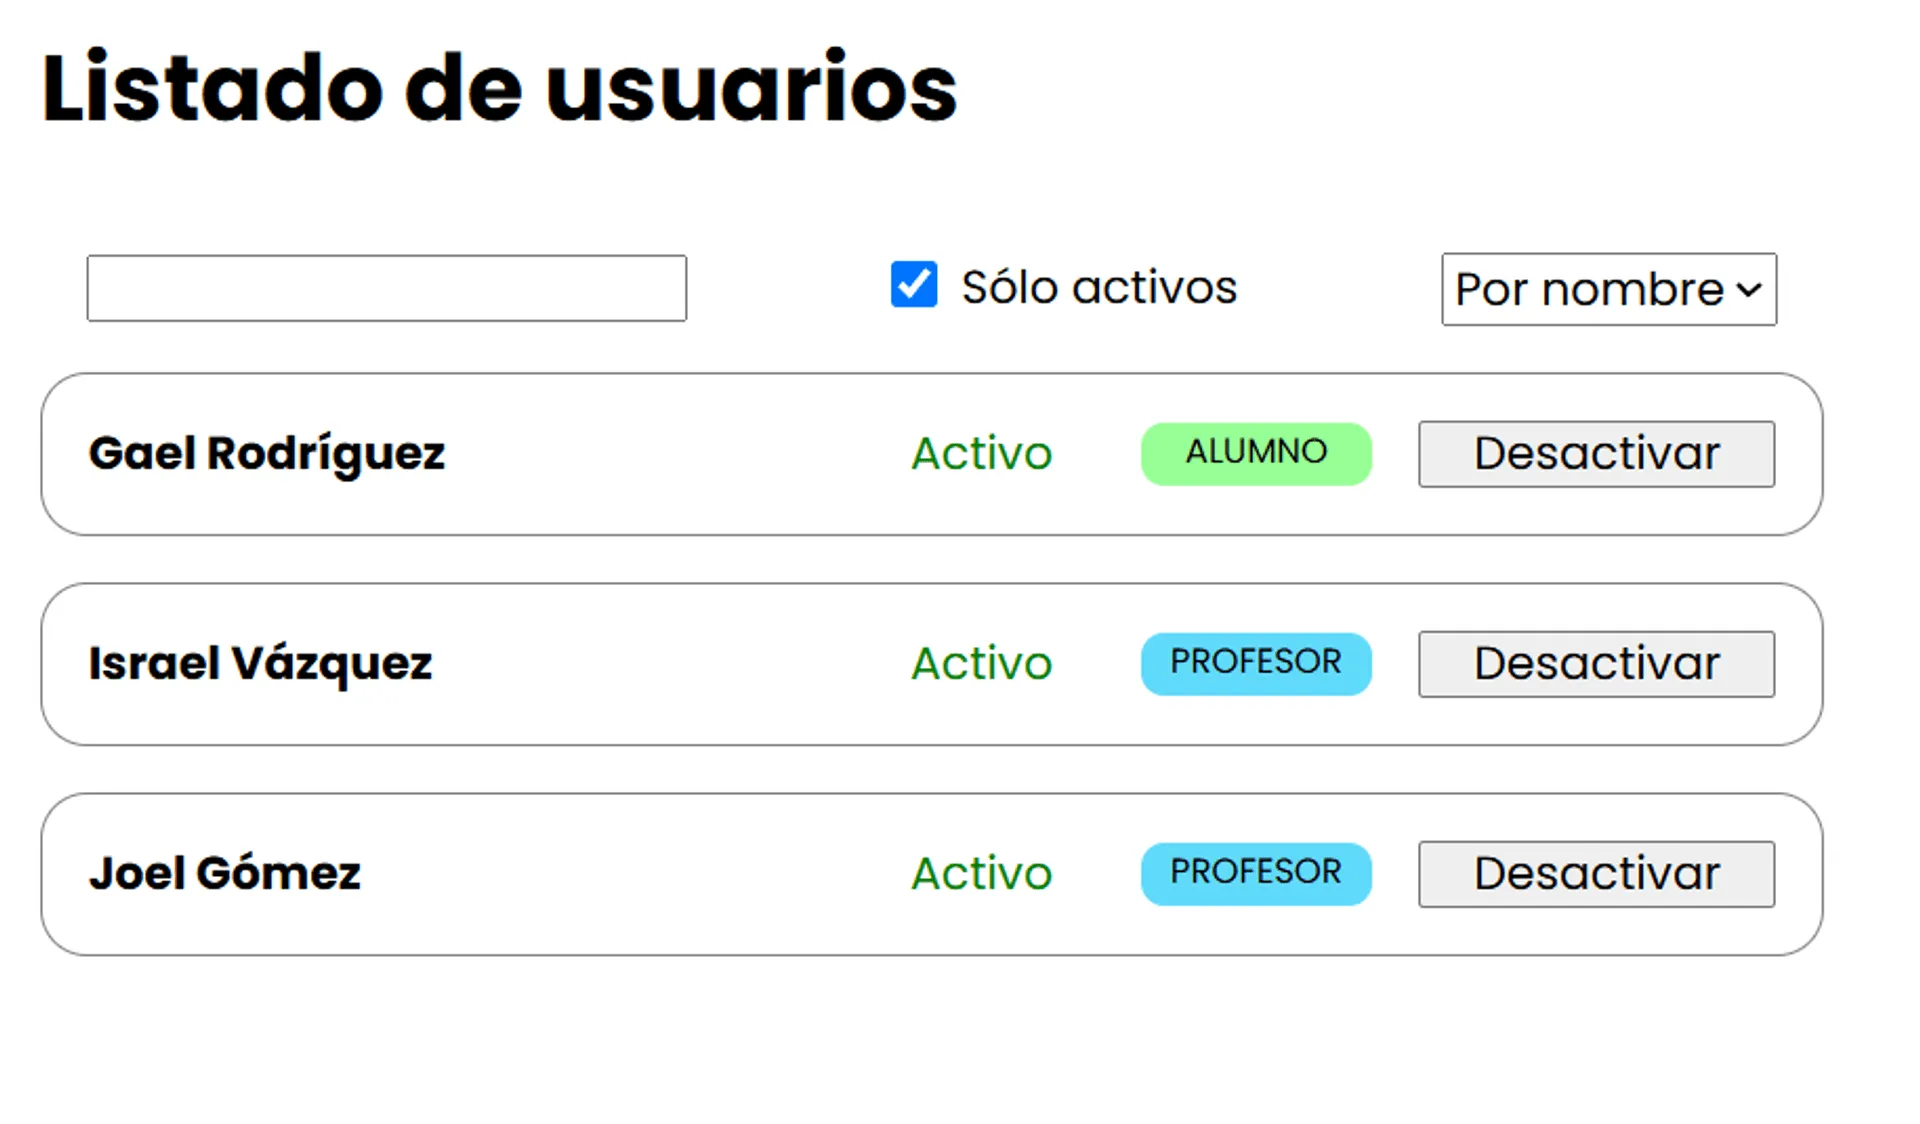 Listado de usuarios
Sólo activos Por nombre
Gael Rodríguez Activo ALUMNO Desactivar
Israel Vázquez Activo PROFESOR Desactivar
Joel Gómez Activo PROFESOR Desactivar